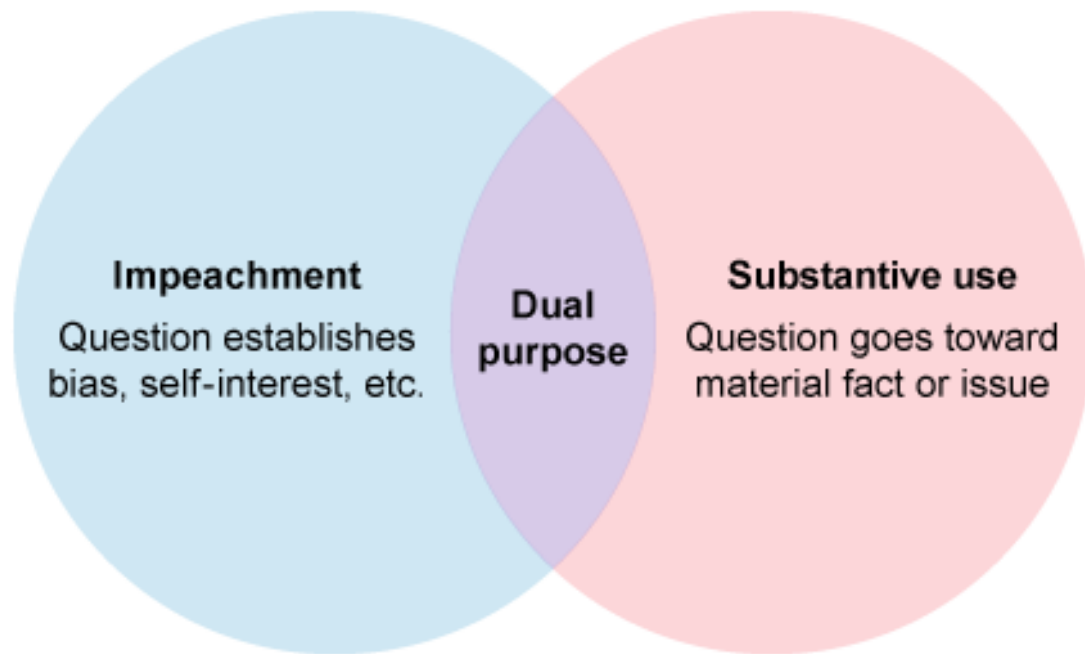 Impeachment
Question establishes
bias, self-interest, etc.
Dual
purpose
Substantive use
Question goes toward
material fact or issue